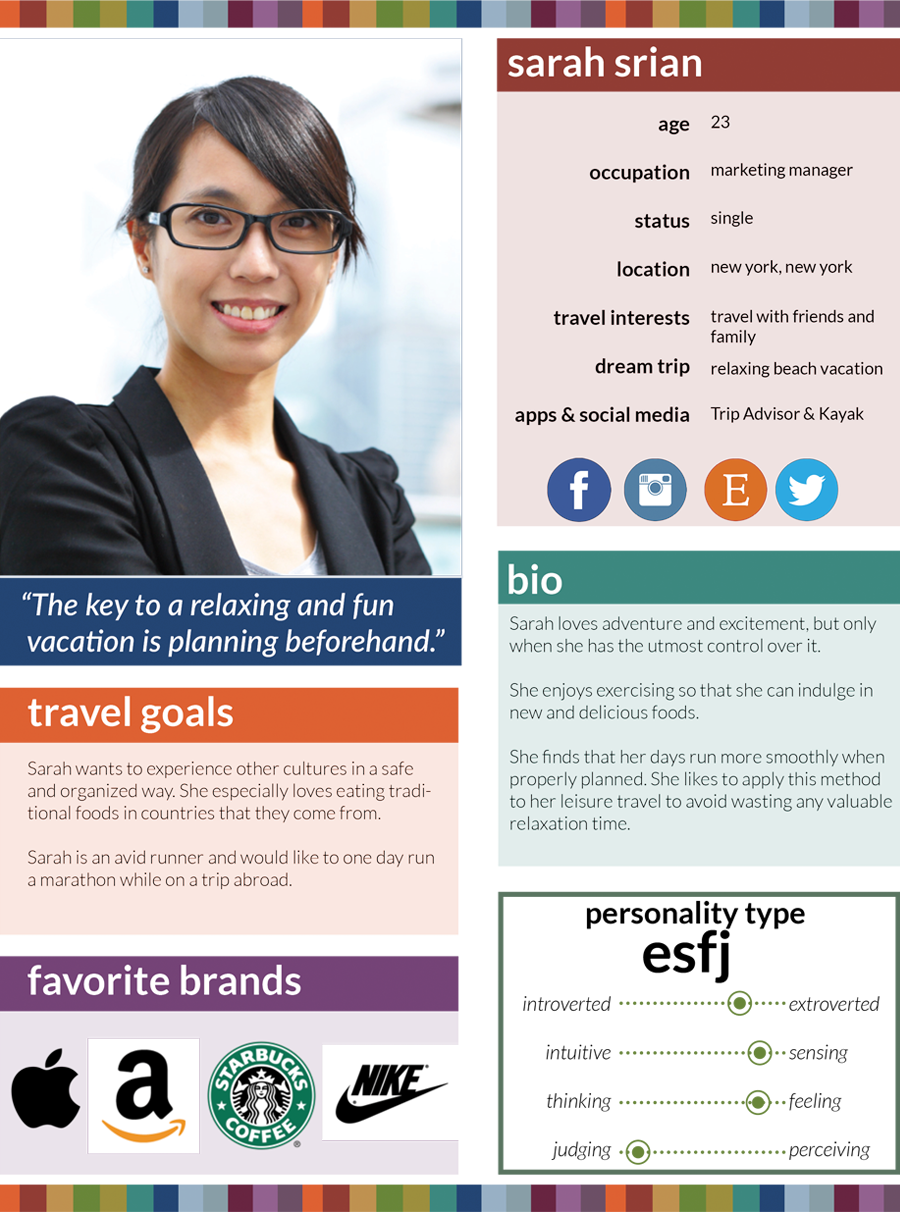 sarah srian
age 23
occupation marketing manager
status single
location new york, new york
travel interests travel with friends and
family
dream trip relaxing beach vacation
apps & social media Trip Advisor & Kayak
f E
“The key to a relaxing and fun
vacation is planning beforehand.”
bio
Sarah loves adventure and excitement, but only
when she has the utmost control over it.
She enjoys exercising so that she can indulge in
new and delicious foods.
She finds that her days run more smoothly when
properly planned. She likes to apply this method
to her leisure travel to avoid wasting any valuable
relaxation time.
travel goals
Sarah wants to experience other cultures in a safe
and organized way. She especially loves eating tradi-
tional foods in countries that they come from.
Sarah is an avid runner and would like to one day run
a marathon while on a trip abroad.
favorite brands
a
STARBUCKS
COFFEE
®
NIKE
personality type
esfj
introverted extroverted
intuitive sensing
thinking feeling
judging perceiving